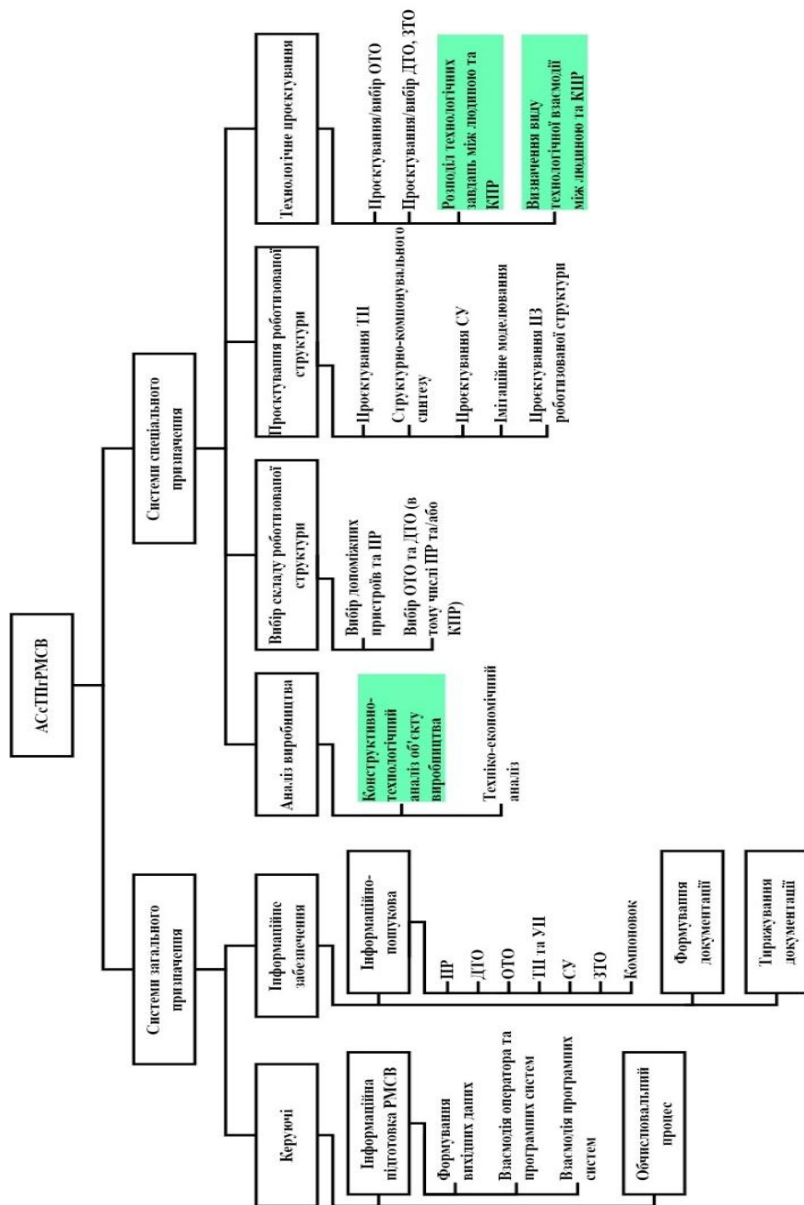 АСсТПгРМСВ
Системи загального
призначення
Керуючі
Інформаційна
підготовка РМСВ
Формування
вихідних даних
Взаємодія оператора та
програмних систем
Взаємодія програмних
систем
Обчислювальний
процес
Інформаційне
забезпечення
Інформаційно-
пошукова
ПР
ДТО
ОТО
ТП та УП
СУ
ЗТО
Компоновок
Формування
документації
Тиражування
документації
Системи спеціального
призначення
Аналіз виробництва
Конструктивно-
технологічний
аналіз об'єкту
виробництва
Техніко-економічний
аналіз
Вибір складу роботизованої
структури
Вибір допоміжних
пристроїв та ПР
Вибір ОТО та ДТО (в
тому числі ПР та/або
КПР)
Проєктування роботизованої
структури
Проєктування ТП
Структурно-компонувального
синтезу
Проєктування СУ
Імітаційне моделювання
Проєктування ПЗ
роботизованої структури
Технологічне проєктування
Проєктування/вибір ОТО
Проєктування/вибір ДТО, ЗТО
Розподіл технологічних
завдань між людиною та
КПР
Визначення виду
технологічної взаємодії
між людиною та КПР